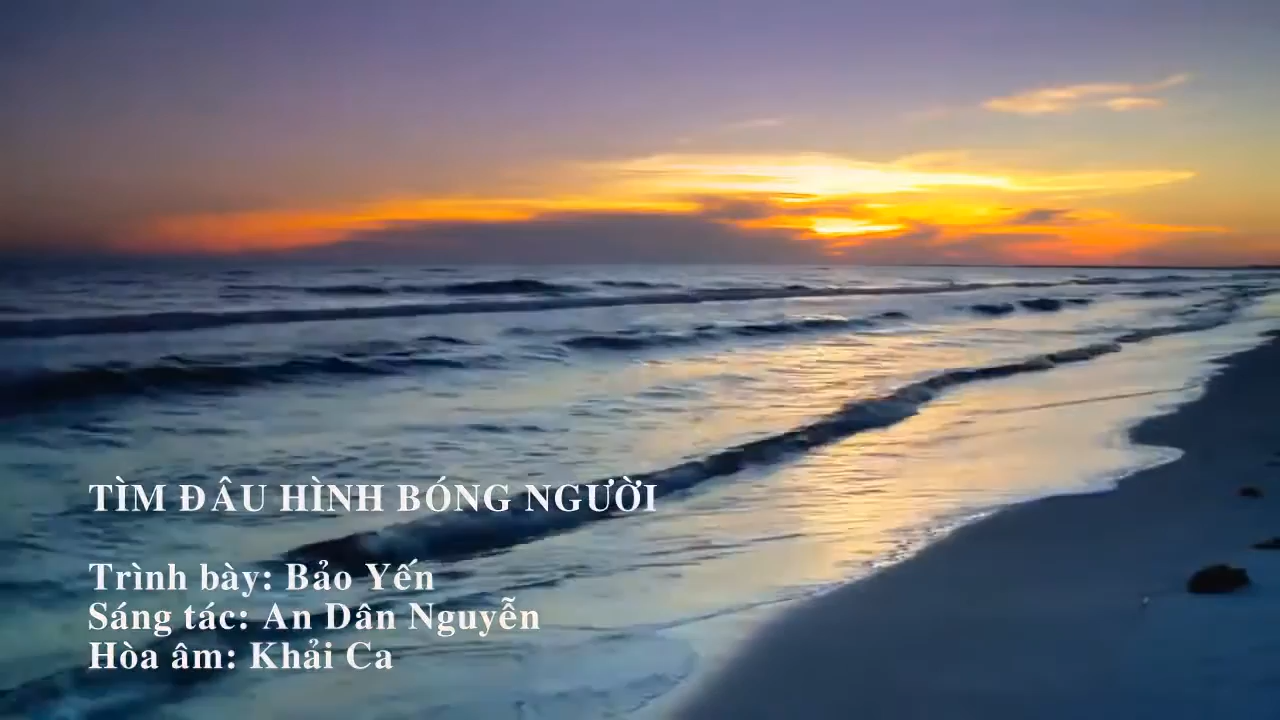 TÌM ĐÂU HÌNH BÓNG NGƯỜI
Trình bày: Bảo Yến
Sáng tác: An Dân Nguyễn
Hòa âm: Khải Ca